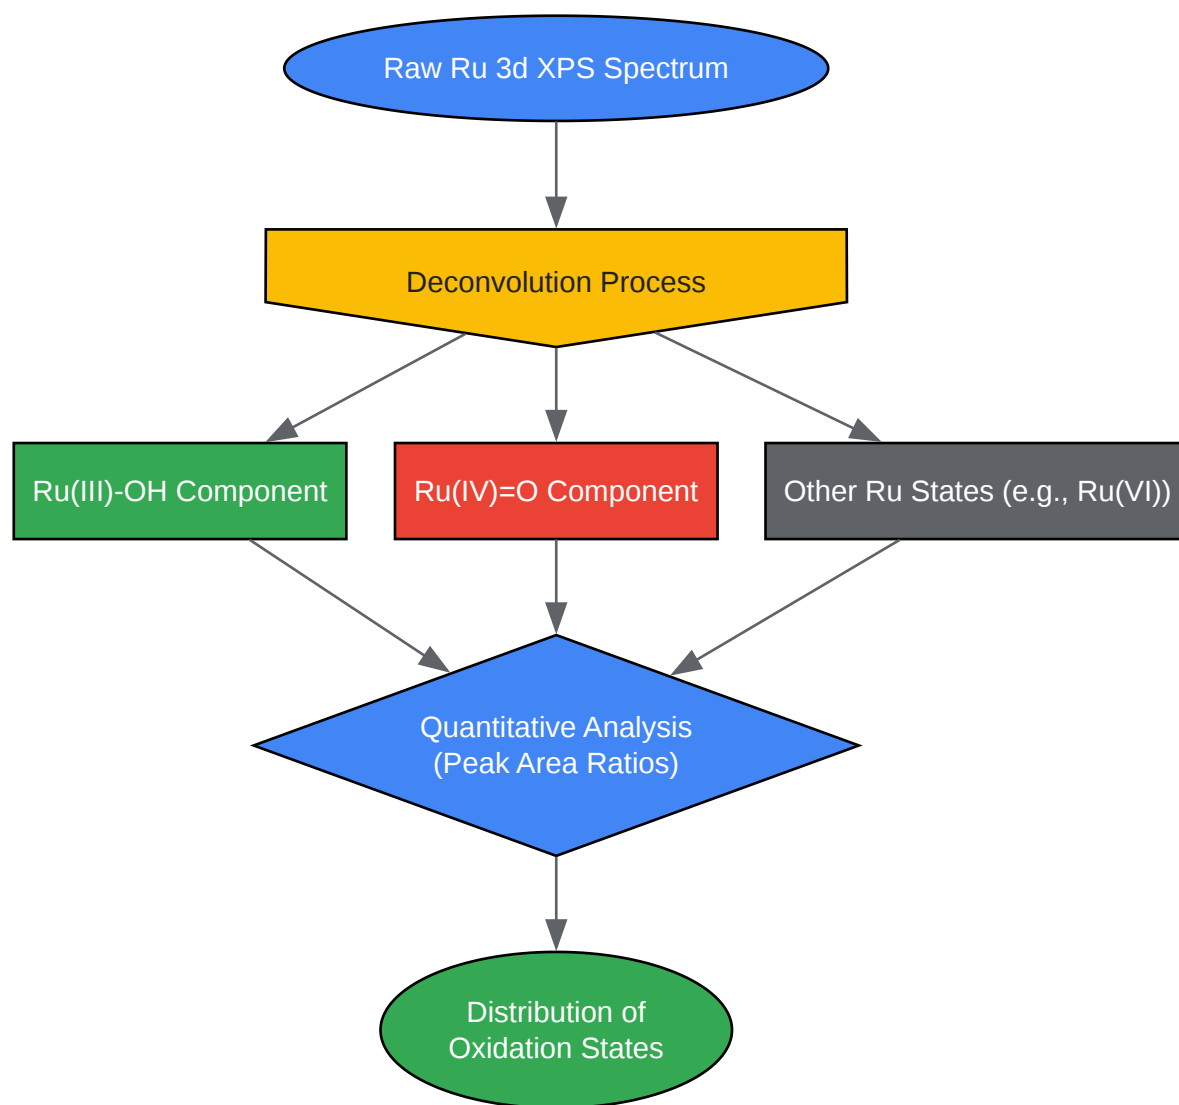 Raw Ru 3d XPS Spectrum
Deconvolution Process
Ru(III)-OH Component
Ru(IV)=O Component
Other Ru States (e.g., Ru(VI))
Quantitative Analysis
(Peak Area Ratios)
Distribution of
Oxidation States